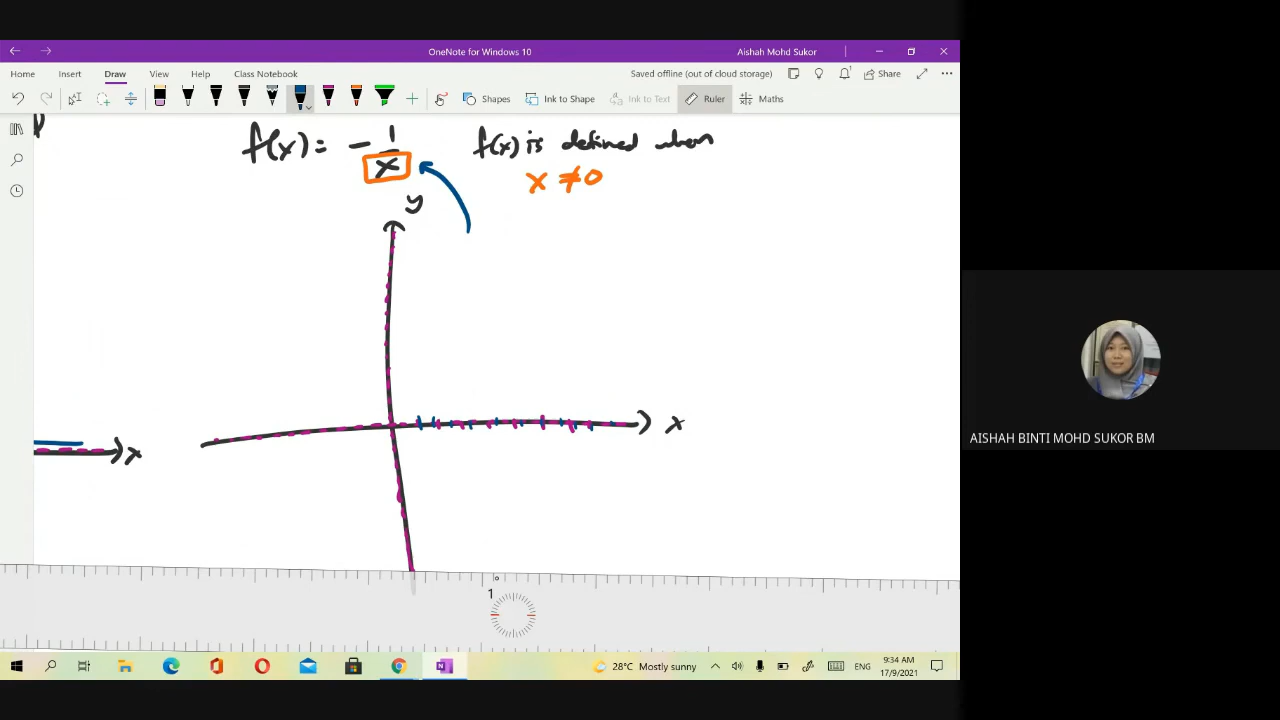 OneNote for Windows 10
Aishah Mohd Sukor
Home Insert Draw View Help Class Notebook
Saved offline (out of cloud storage)
Share
Shapes
Ink to Shape
Ink to Text
Ruler
Maths
f(x) = - 1/x
f(x) is defined when
x ≠ 0
y
x
x
1°
AISHAH BINTI MOHD SUKOR BM
28°C Mostly sunny
ENG
9:34 AM
17/9/2021